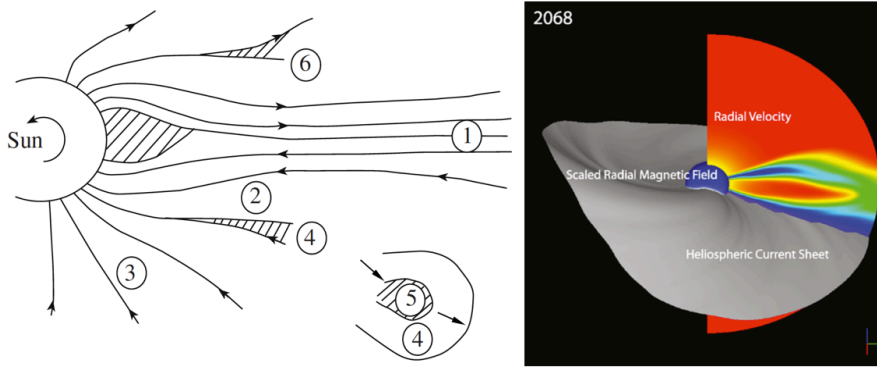 6
Sun
1
2
4
3
5
4
2068
Radial Velocity
Scaled Radial Magnetic Field
Heliospheric Current Sheet